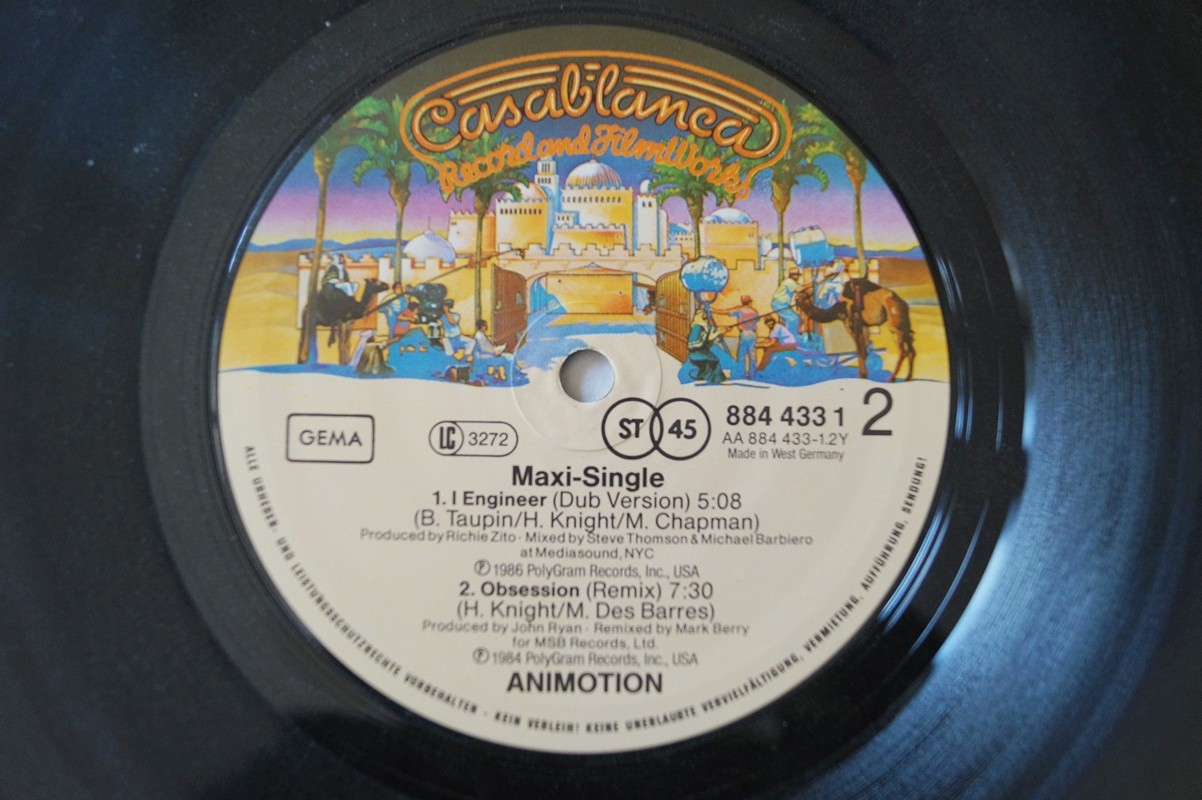 Casablanca
Record and FilmWorks
GEMA
LC 3272
ST 45
884 433 1
2
AA 884 433-1.2Y
Made in West Germany
Maxi-Single
1. I Engineer (Dub Version) 5:08
(B. Taupin/H. Knight/M. Chapman)
Produced by Richie Zito · Mixed by Steve Thomson & Michael Barbiero
at Mediasound, NYC
℗ 1986 PolyGram Records, Inc., USA
2. Obsession (Remix) 7:30
(H. Knight/M. Des Barres)
Produced by John Ryan · Remixed by Mark Berry
for MSB Records, Ltd.
℗ 1984 PolyGram Records, Inc., USA
ANIMOTION
ALLE URHEBER- UND LEISTUNGSSCHUTZRECHTE VORBEHALTEN · KEIN VERLEIH! KEINE UNERLAUBTE VERVIELFÄLTIGUNG, VERMIETUNG, AUFFÜHRUNG, SENDUNG!